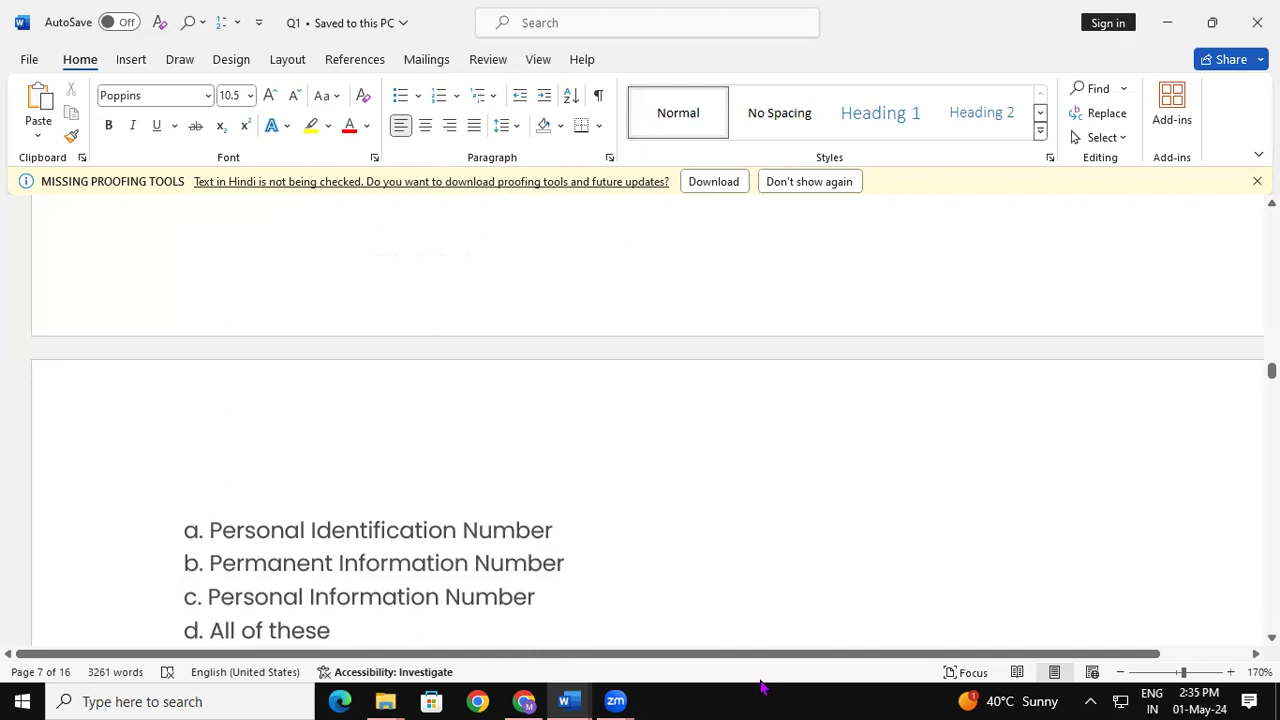 AutoSave Off Q1 • Saved to this PC Search Sign in
File Home Insert Draw Design Layout References Mailings Review View Help Share
Poppins 10.5 Aa Normal No Spacing Heading 1 Heading 2 Find
Paste Replace Add-ins
B I U ab x₂ x² A A Select
Clipboard Font Paragraph Styles Editing Add-ins
MISSING PROOFING TOOLS Text in Hindi is not being checked. Do you want to download proofing tools and future updates? Download Don't show again
a. Personal Identification Number
b. Permanent Information Number
c. Personal Information Number
d. All of these
Page 7 of 16 3261 words English (United States) Accessibility: Investigate Focus 170%
Type here to search zm 40°C Sunny ENG IN 2:35 PM 01-May-24